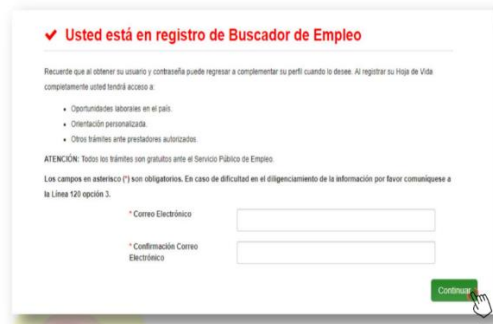 ✔ Usted está en registro de Buscador de Empleo
Recuerde que al obtener su usuario y contraseña puede regresar a complementar su perfil cuando lo desee. Al registrar su Hoja de Vida
completamente usted tendrá acceso a:
• Oportunidades laborales en el país.
• Orientación personalizada.
• Otros trámites ante prestadores autorizados.
ATENCIÓN: Todos los trámites son gratuitos ante el Servicio Público de Empleo.
Los campos en asterisco (*) son obligatorios. En caso de dificultad en el diligenciamiento de la información por favor comuníquese a
la Línea 120 opción 3.
* Correo Electrónico
* Confirmación Correo
Electrónico
Continuar